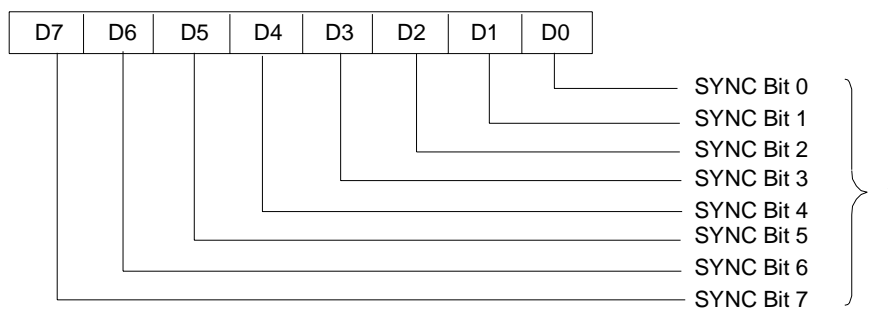 D7 D6 D5 D4 D3 D2 D1 D0
SYNC Bit 0
SYNC Bit 1
SYNC Bit 2
SYNC Bit 3
SYNC Bit 4
SYNC Bit 5
SYNC Bit 6
SYNC Bit 7